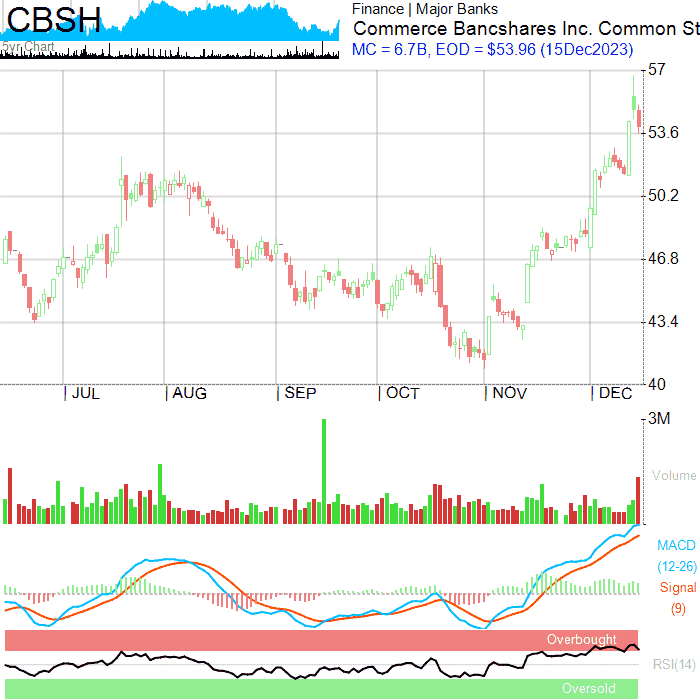 CBSH
5yr Chart
Finance | Major Banks
Commerce Bancshares Inc. Common St
MC = 6.7B, EOD = $53.96 (15Dec2023)
57
53.6
50.2
46.8
43.4
40
| JUL | AUG | SEP | OCT | NOV | DEC
3M
Volume
MACD
(12-26)
Signal
(9)
Overbought
RSI(14)
Oversold